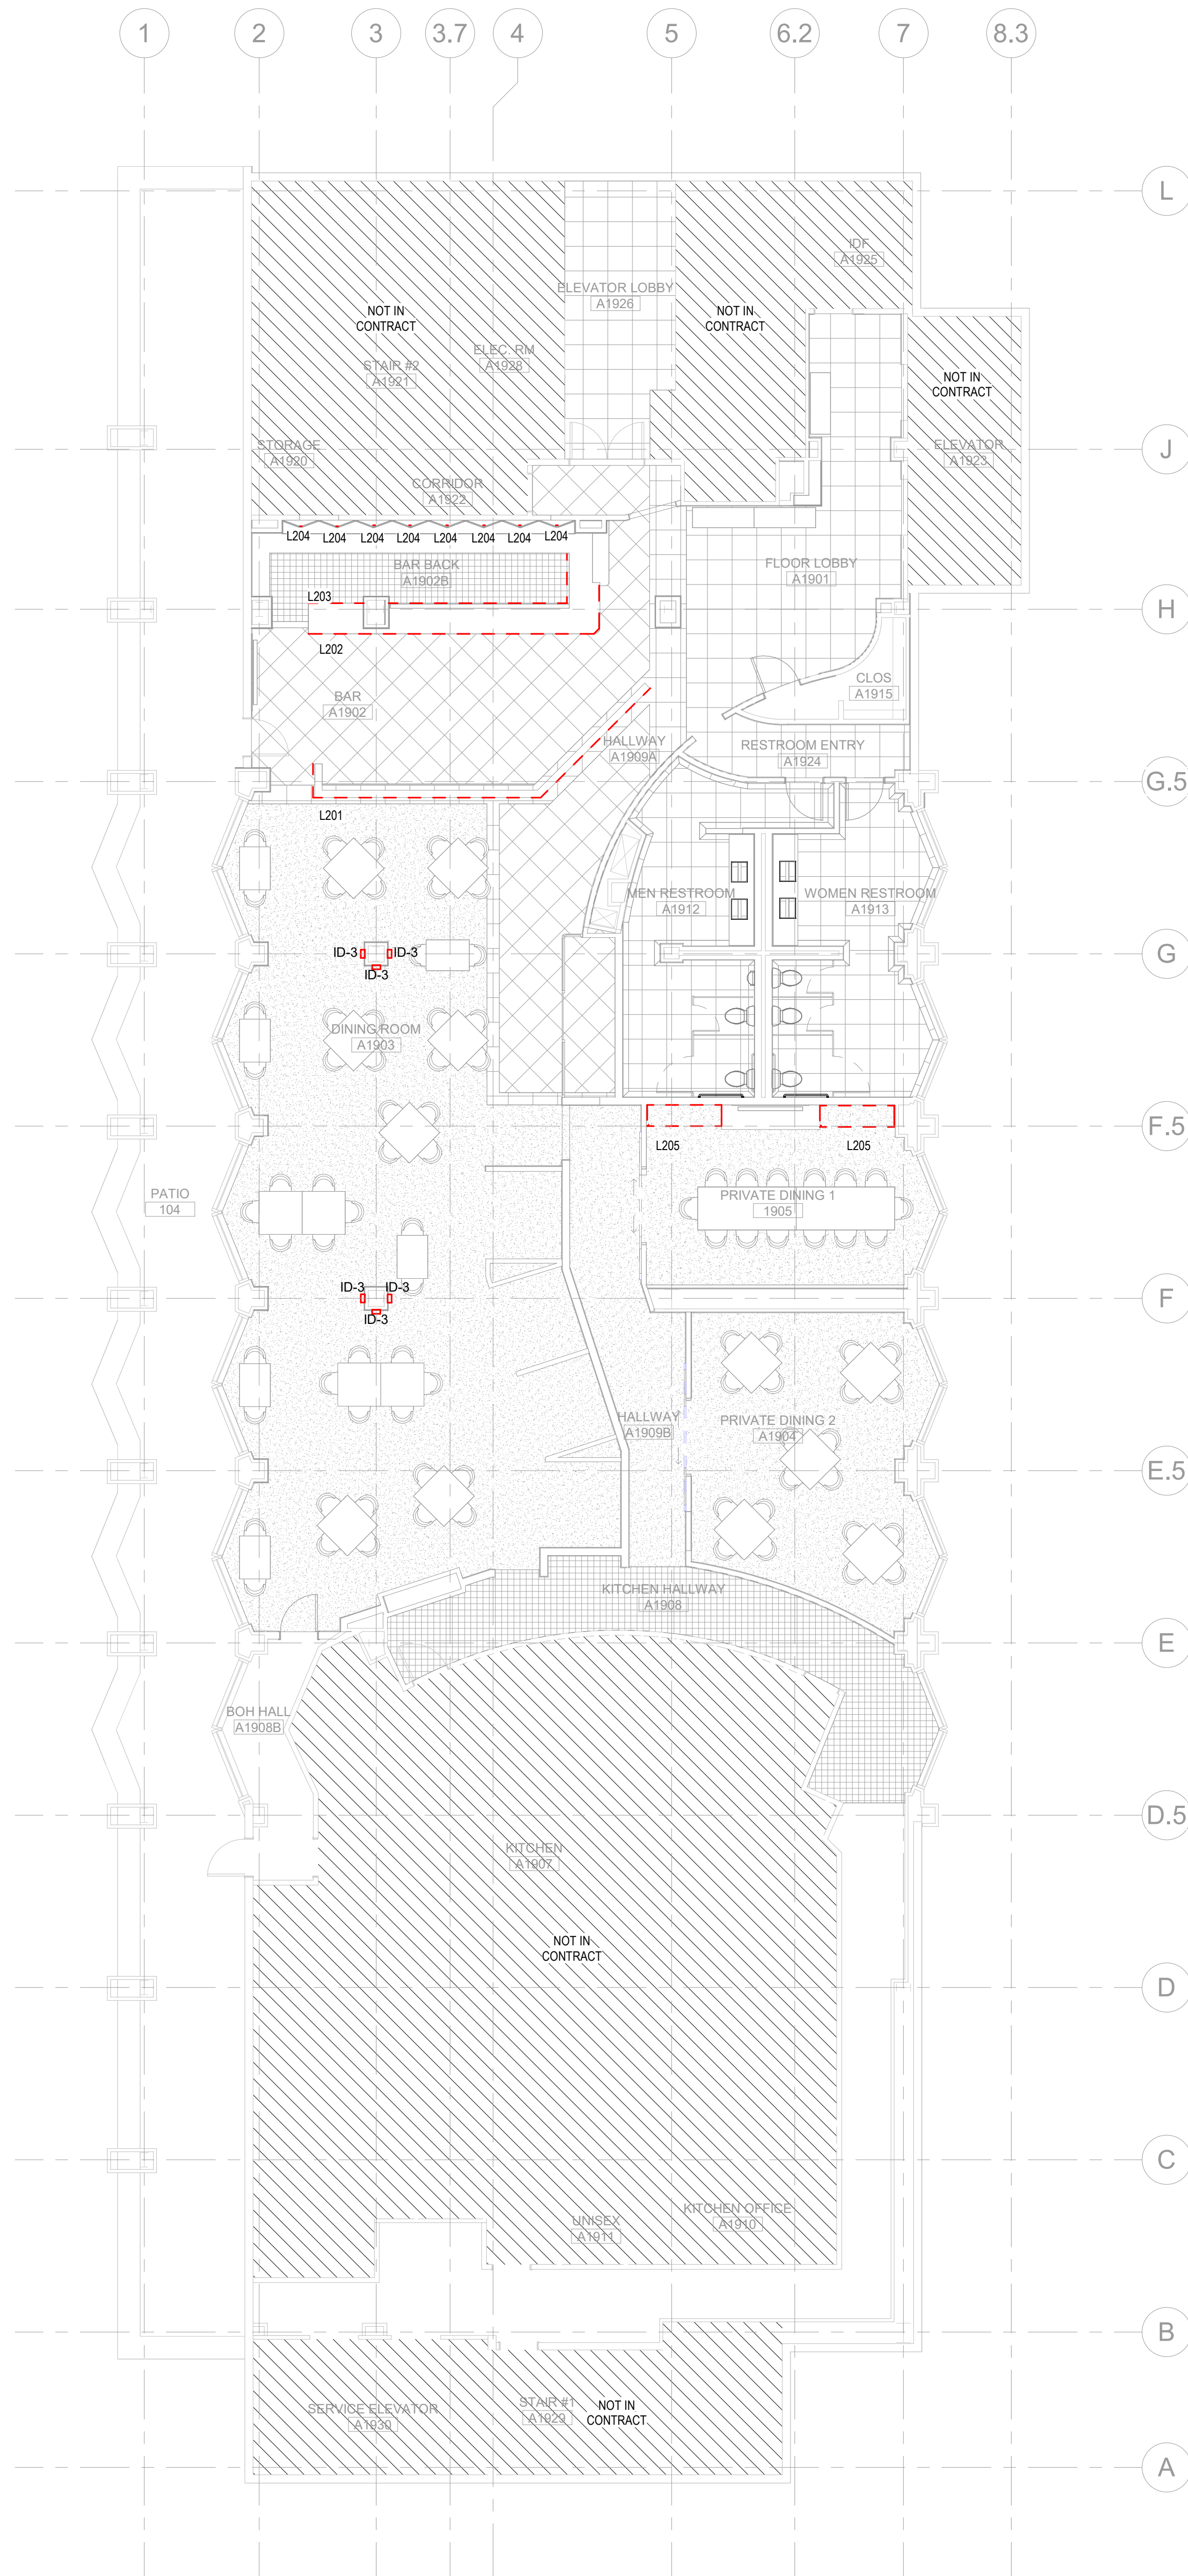 1
2
3
3.7
4
5
6.2
7
8.3
L
IDF
A1925
ELEVATOR LOBBY
A1926
NOT IN
CONTRACT
NOT IN
CONTRACT
ELEC. RM
A1928
STAIR #2
A1921
NOT IN
CONTRACT
STORAGE
A1920
ELEVATOR
A1923
J
CORRIDOR
A1922
L204
L204
L204
L204
L204
L204
L204
L204
BAR BACK
A1902B
FLOOR LOBBY
A1901
L203
H
L202
CLOS
A1915
BAR
A1902
HALLWAY
A1909A
RESTROOM ENTRY
A1924
G.5
L201
MEN RESTROOM
A1912
WOMEN RESTROOM
A1913
ID-3
ID-3
ID-3
G
DINING ROOM
A1903
F.5
L205
L205
PATIO
104
PRIVATE DINING 1
1905
ID-3
ID-3
ID-3
F
HALLWAY
A1909B
PRIVATE DINING 2
A1904
E.5
KITCHEN HALLWAY
A1908
E
BOH HALL
A1908B
D.5
KITCHEN
A1907
NOT IN
CONTRACT
D
C
KITCHEN OFFICE
A1910
UNISEX
A1911
B
SERVICE ELEVATOR
A1930
STAIR #1
A1929
NOT IN
CONTRACT
A